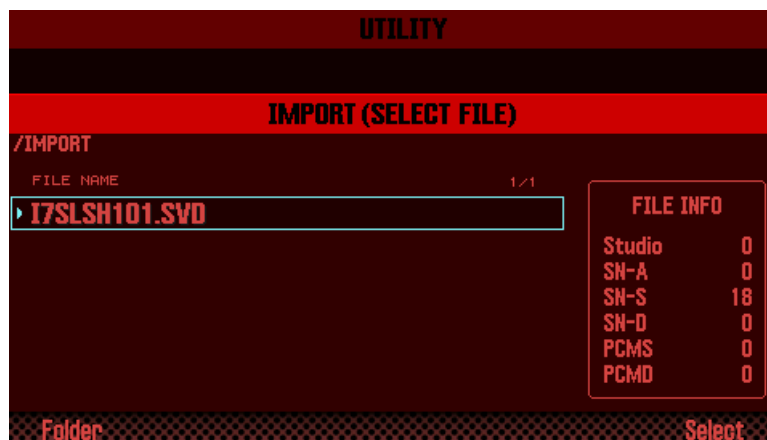 UTILITY
IMPORT (SELECT FILE)
/IMPORT
FILE NAME 1/1
I7SLSH101.SVD
FILE INFO
Studio 0
SN-A 0
SN-S 18
SN-D 0
PCMS 0
PCMD 0
Folder Select